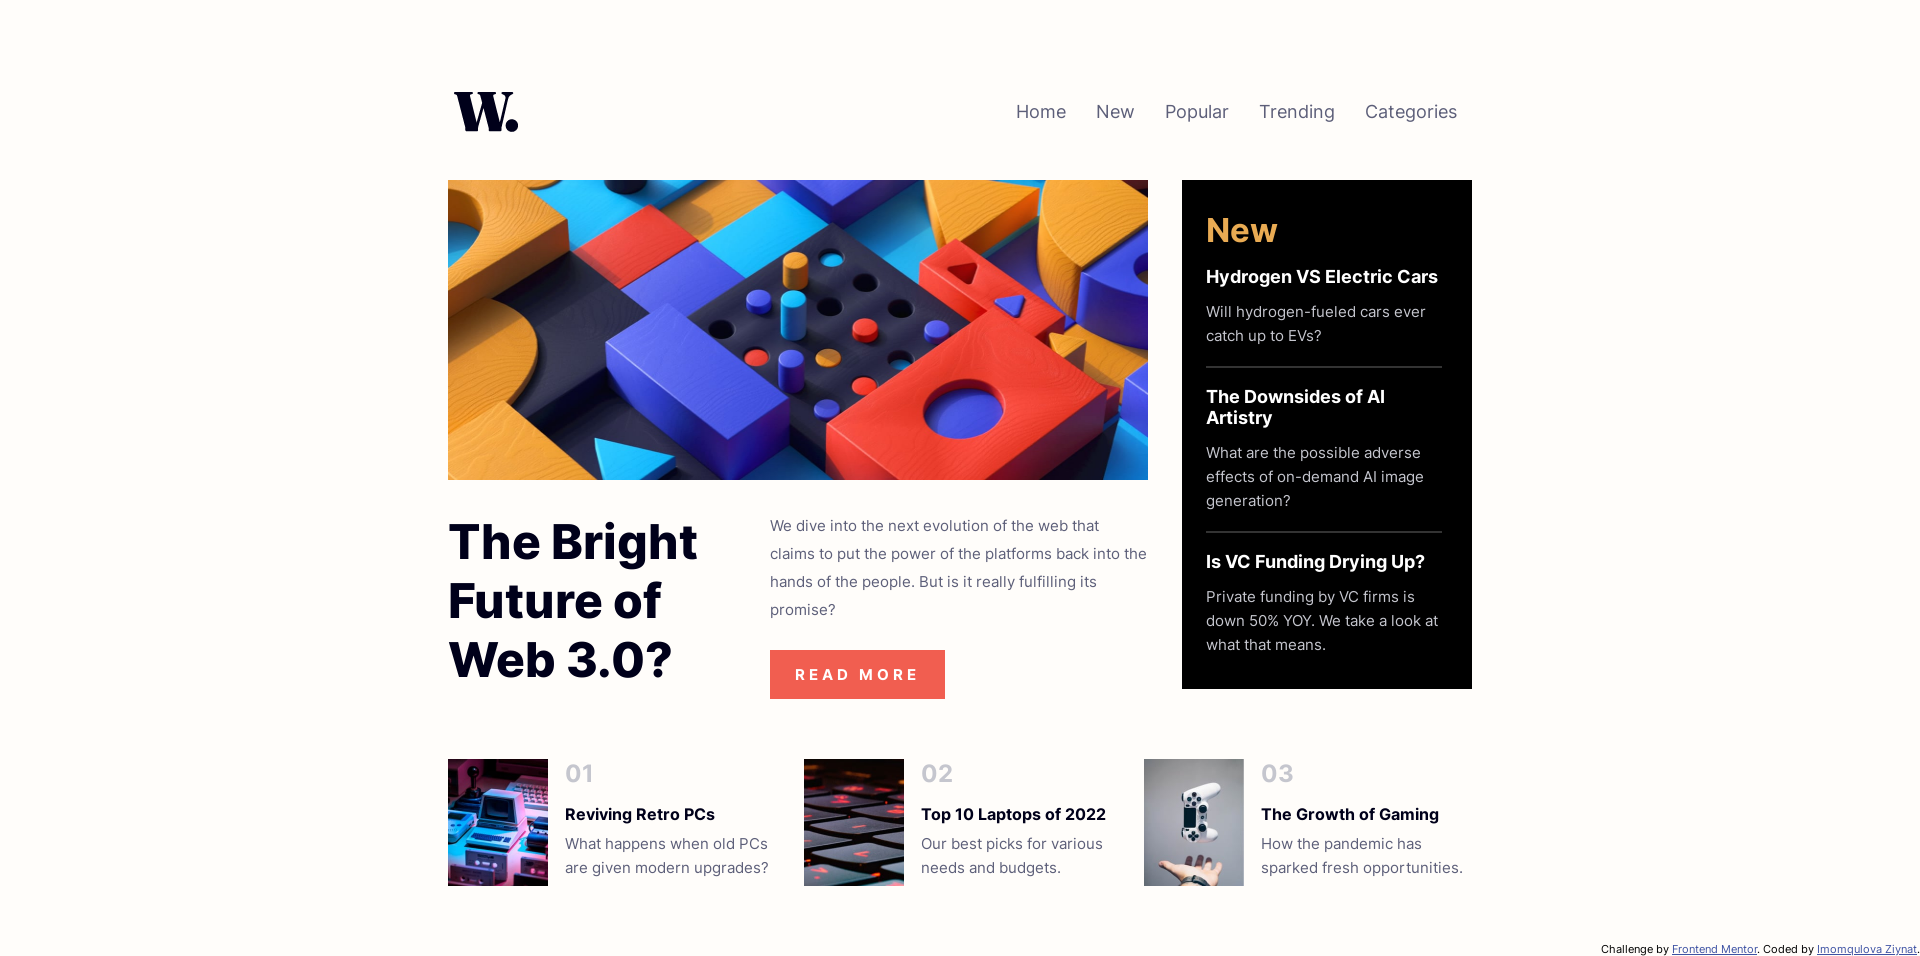 W.
Home New Popular Trending Categories
New
Hydrogen VS Electric Cars
Will hydrogen-fueled cars ever
catch up to EVs?
The Downsides of AI
Artistry
What are the possible adverse
effects of on-demand AI image
generation?
Is VC Funding Drying Up?
Private funding by VC firms is
down 50% YOY. We take a look at
what that means.
The Bright
Future of
Web 3.0?
We dive into the next evolution of the web that
claims to put the power of the platforms back into the
hands of the people. But is it really fulfilling its
promise?
READ MORE
01
Reviving Retro PCs
What happens when old PCs
are given modern upgrades?
02
Top 10 Laptops of 2022
Our best picks for various
needs and budgets.
03
The Growth of Gaming
How the pandemic has
sparked fresh opportunities.
Challenge by Frontend Mentor. Coded by Imomqulova Ziynat.